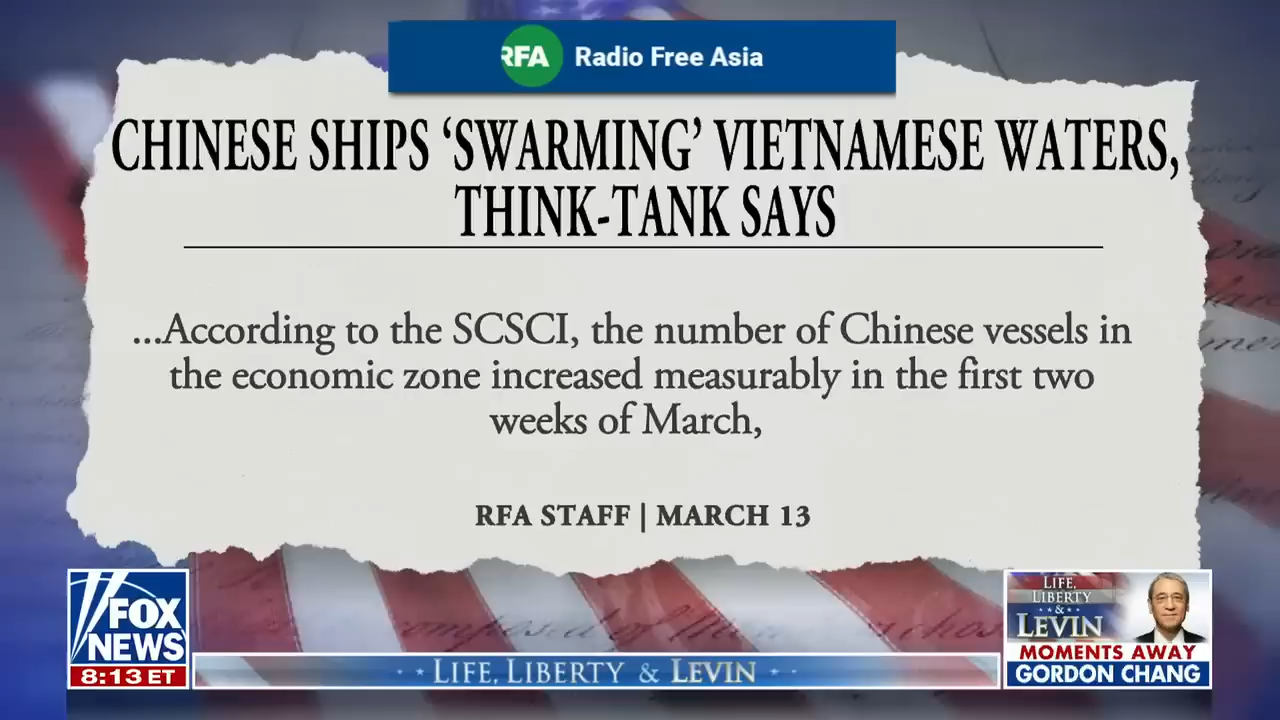 RFA Radio Free Asia
CHINESE SHIPS ‘SWARMING’ VIETNAMESE WATERS,
THINK-TANK SAYS
...According to the SCSCI, the number of Chinese vessels in
the economic zone increased measurably in the first two
weeks of March,
RFA STAFF | MARCH 13
FOX
NEWS
8:13 ET
LIFE, LIBERTY & LEVIN
LIFE,
LIBERTY
&
LEVIN
MOMENTS AWAY
GORDON CHANG